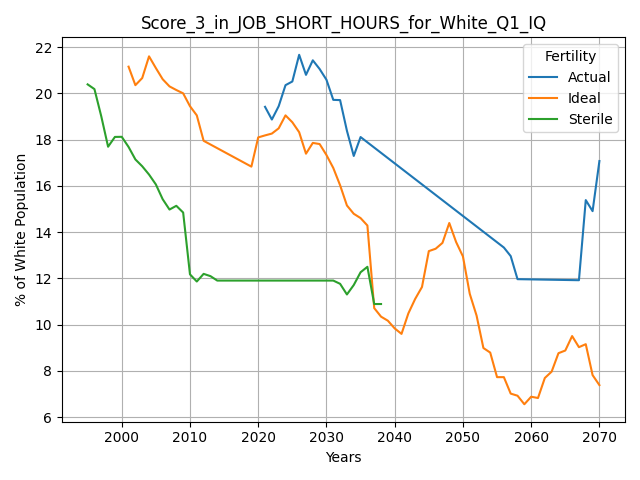 Score_3_in_JOB_SHORT_HOURS_for_White_Q1_IQ
Fertility
Actual
Ideal
Sterile
% of White Population
22
20
18
16
14
12
10
8
6
2000 2010 2020 2030 2040 2050 2060 2070
Years